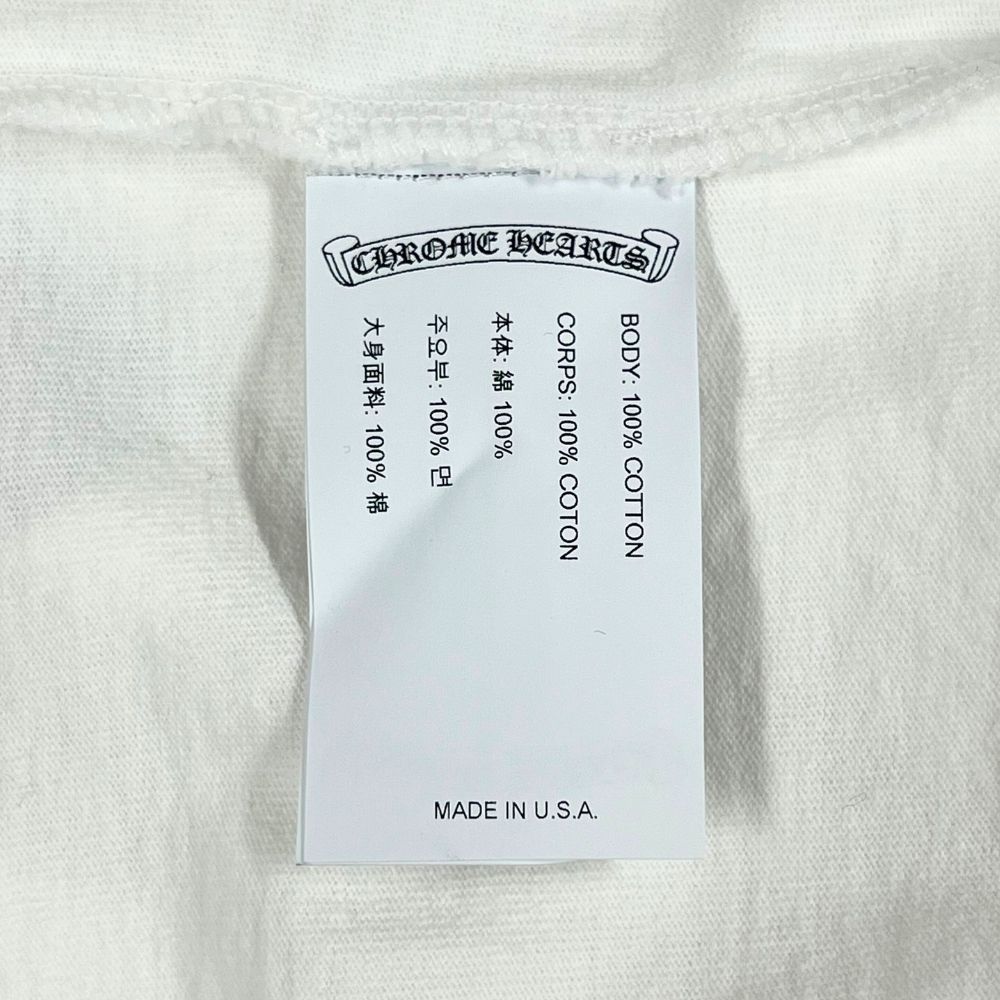 CHROME HEARTS
BODY: 100% COTTON
CORPS: 100% COTON
本体: 綿 100%
주요부: 100% 면
大身面料: 100% 棉
MADE IN U.S.A.